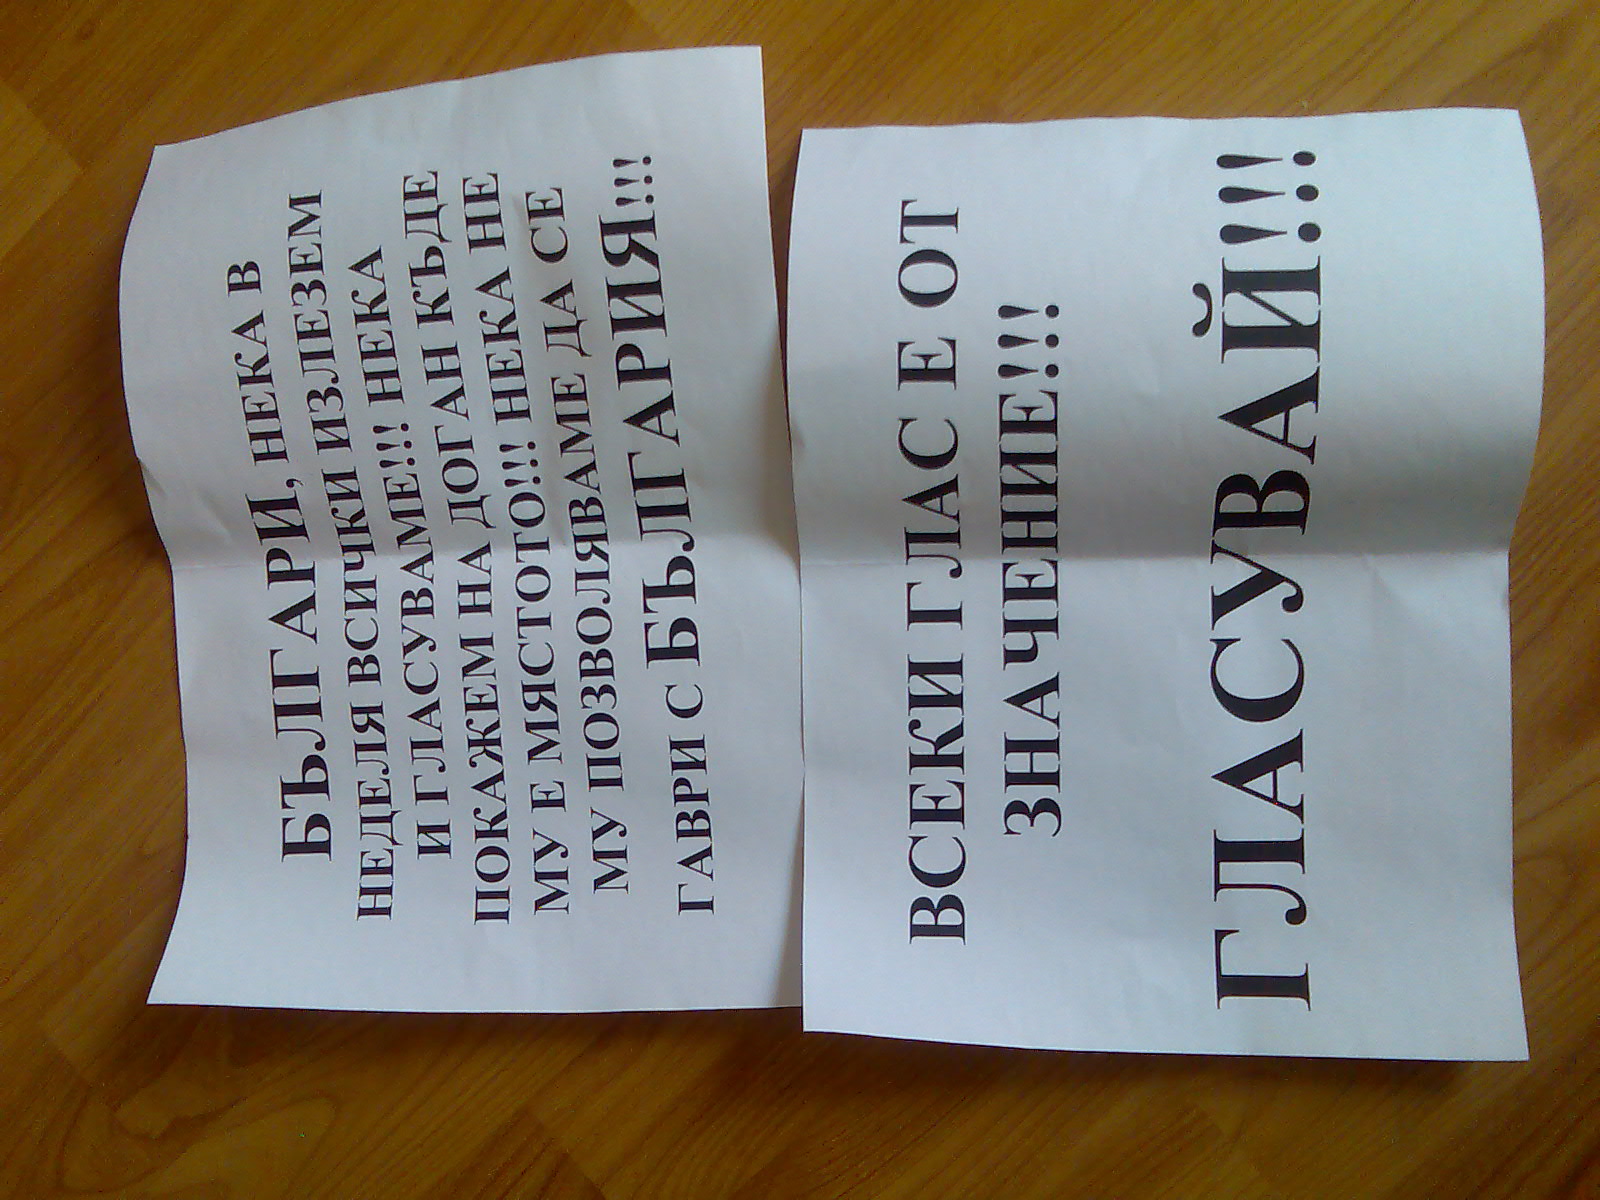 БЪЛГАРИ, НЕКА В
НЕДЕЛЯ ВСИЧКИ ИЗЛЕЗЕМ
И ГЛАСУВАМЕ!!! НЕКА
ПОКАЖЕМ НА ДОГАН КЪДЕ
МУ Е МЯСТОТО!!! НЕКА НЕ
МУ ПОЗВОЛЯВАМЕ ДА СЕ
ГАВРИ С БЪЛГАРИЯ!!!
ВСЕКИ ГЛАС Е ОТ
ЗНАЧЕНИЕ!!!
ГЛАСУВАЙ!!!